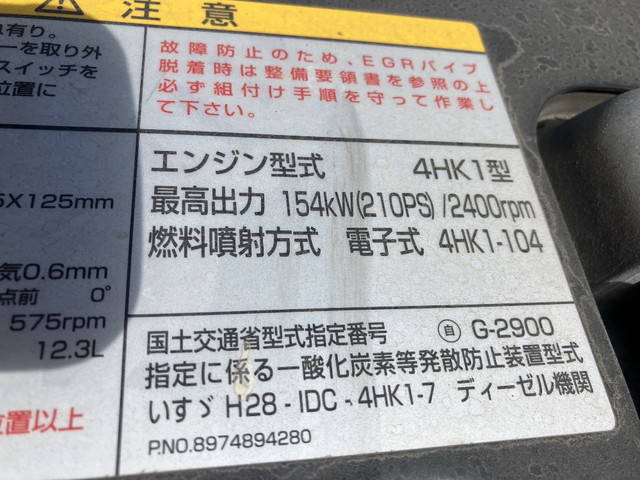 注意
有り。
ーを取り外
スイッチを
位置に
故障防止のため、EGRパイプ
脱着時は整備要領書を参照の上
必ず組付け手順を守って作業し
て下さい。
5X125mm
気0.6mm
点前 0°
575rpm
12.3L
置以上
エンジン型式 4HK1型
最高出力 154kW(210PS)/2400rpm
燃料噴射方式 電子式 4HK1-104
国土交通省型式指定番号 ㉂ G-2900
指定に係る一酸化炭素等発散防止装置型式
いすゞ H28-IDC-4HK1-7 ディーゼル機関
P.NO.8974894280